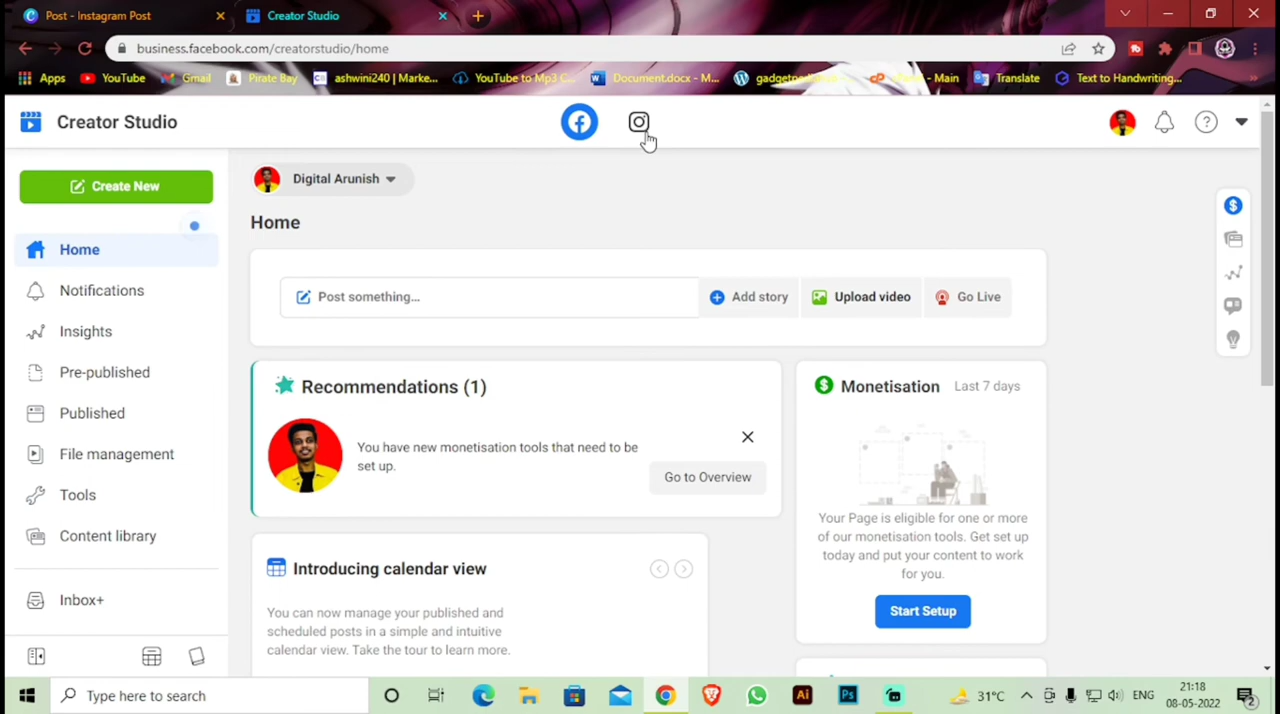 Post - Instagram Post
Creator Studio
business.facebook.com/creatorstudio/home
Apps
YouTube
Gmail
Pirate Bay
ashwini240 | Marke...
YouTube to Mp3 C...
Document.docx - M...
- Main
Translate
Text to Handwriting...
Creator Studio
Create New
Digital Arunish
Home
Home
Post something...
Add story
Upload video
Go Live
Notifications
Insights
Pre-published
Published
File management
Tools
Content library
Inbox+
Recommendations (1)
You have new monetisation tools that need to be
set up.
Go to Overview
Monetisation Last 7 days
Your Page is eligible for one or more
of our monetisation tools. Get set up
today and put your content to work
for you.
Start Setup
Introducing calendar view
You can now manage your published and
scheduled posts in a simple and intuitive
calendar view. Take the tour to learn more.
Type here to search
31°C
ENG
21:18
08-05-2022
2